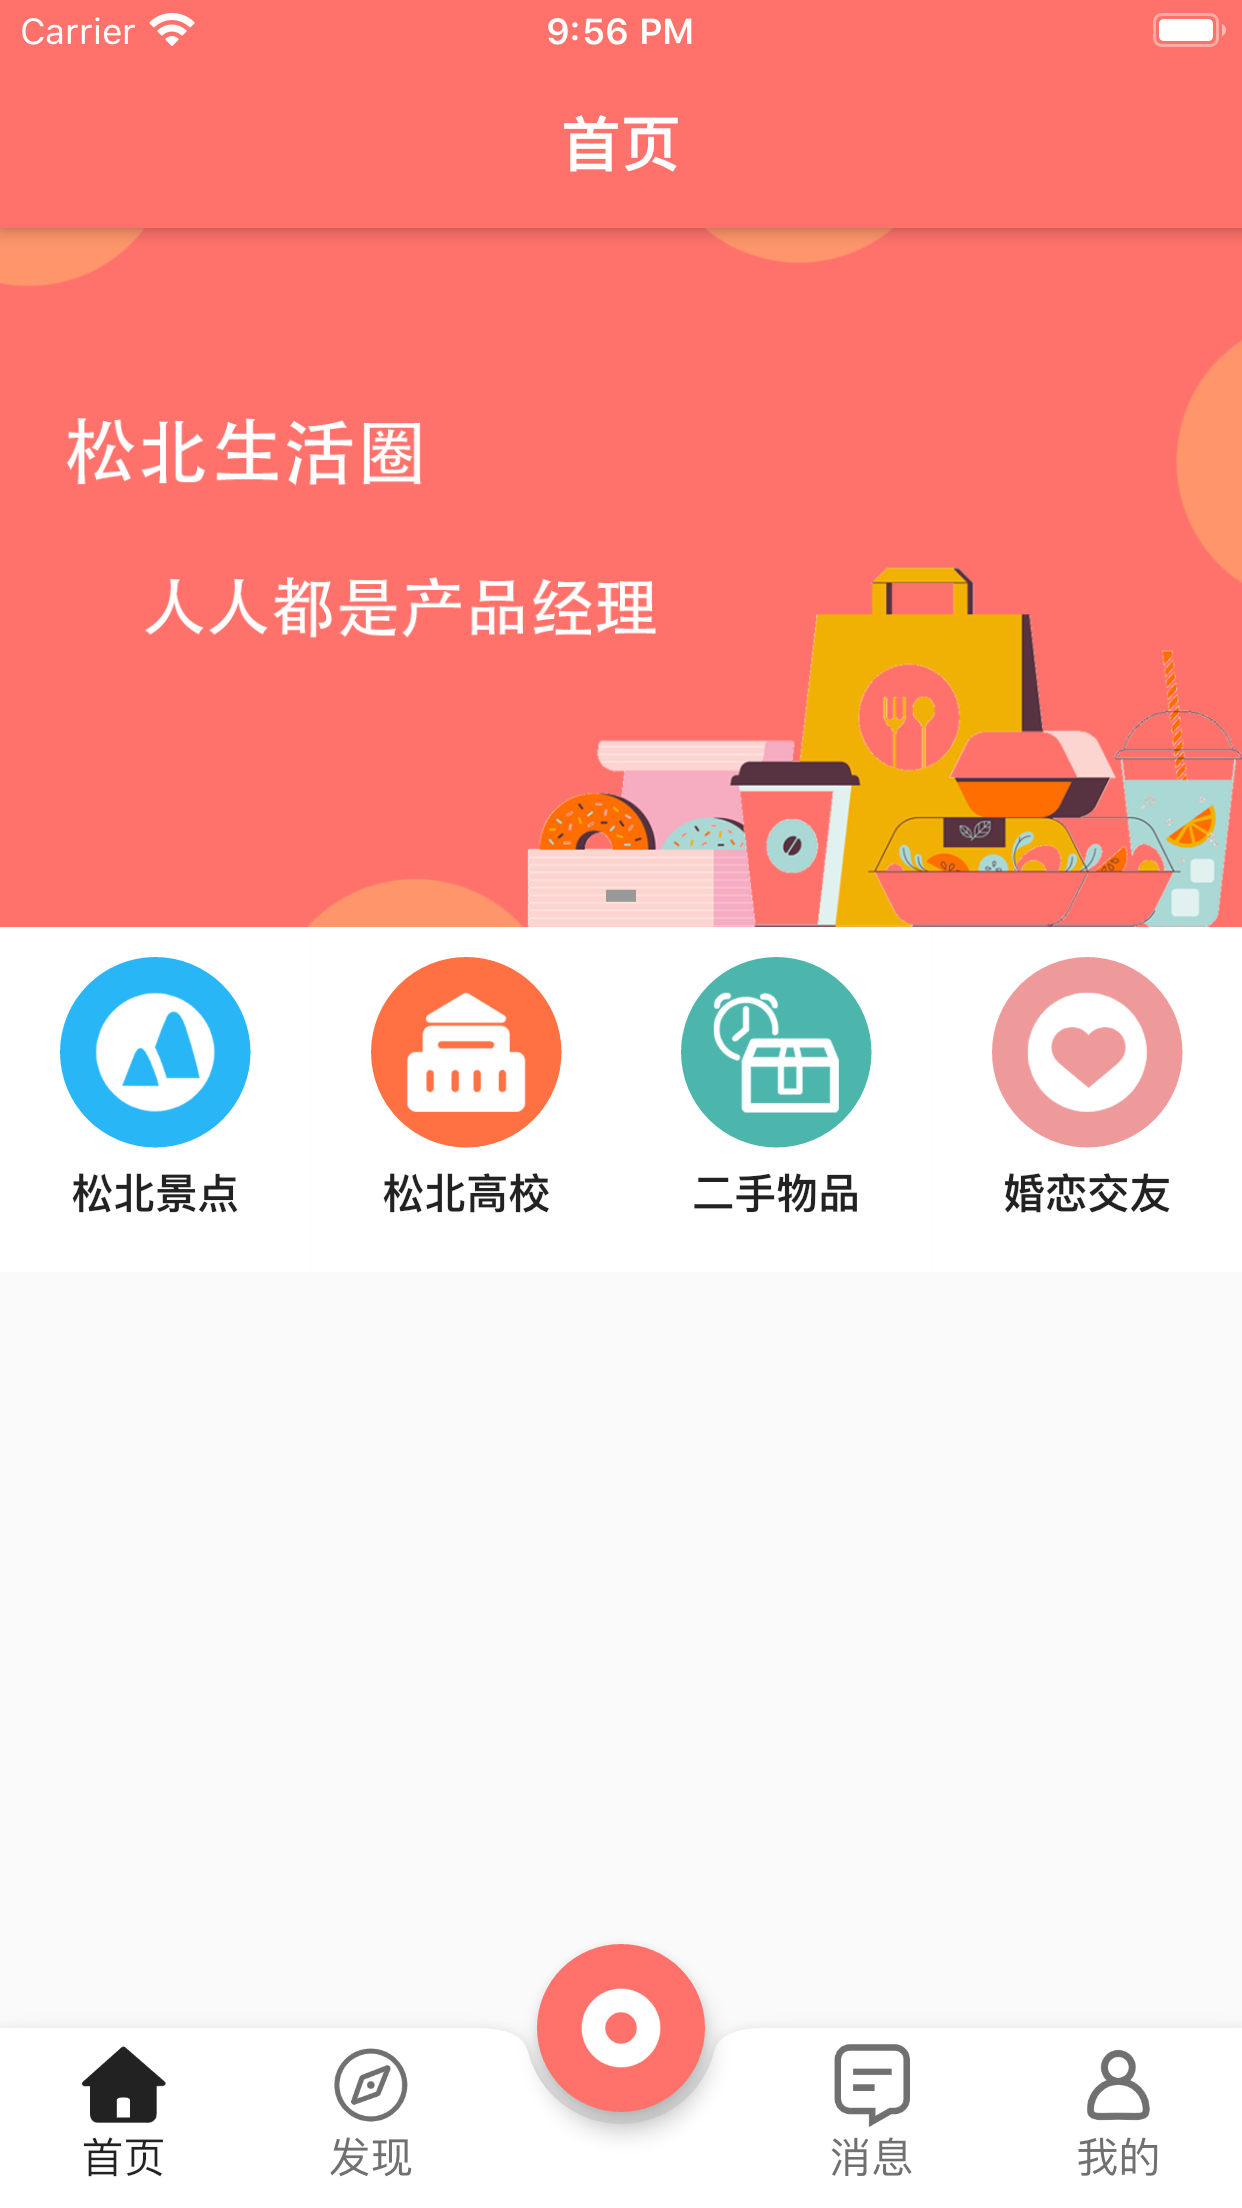 Carrier 9:56 PM
首页
松北生活圈
人人都是产品经理
松北景点 松北高校 二手物品 婚恋交友
首页 发现 消息 我的